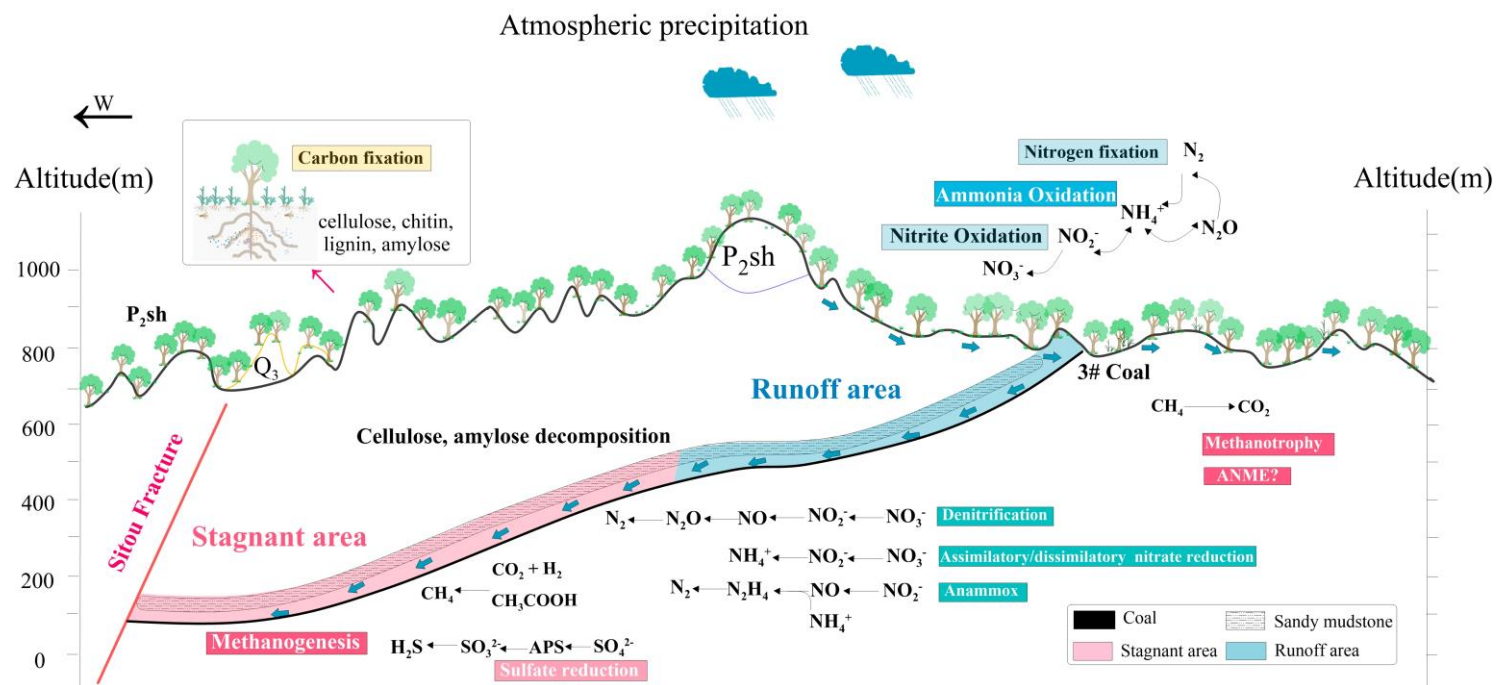 Atmospheric precipitation
W
Altitude(m)
Altitude(m)
Carbon fixation
cellulose, chitin,
lignin, amylose
Nitrogen fixation
N₂
Ammonia Oxidation
NH₄⁺
N₂O
Nitrite Oxidation
NO₂⁻
NO₃⁻
P₂sh
1000
800
600
400
200
0
P₂sh
Q₃
3# Coal
Runoff area
CH₄
CO₂
Methanotrophy
ANME?
Cellulose, amylose decomposition
Sitou Fracture
Stagnant area
N₂
N₂O
NO
NO₂⁻
NO₃⁻
Denitrification
NH₄⁺
NO₂⁻
NO₃⁻
Assimilatory/dissimilatory nitrate reduction
N₂
N₂H₄
NO
NO₂⁻
Anammox
NH₄⁺
CO₂ + H₂
CH₄
CH₃COOH
Methanogenesis
H₂S
SO₃²⁻
APS
SO₄²⁻
Sulfate reduction
Coal
Sandy mudstone
Stagnant area
Runoff area